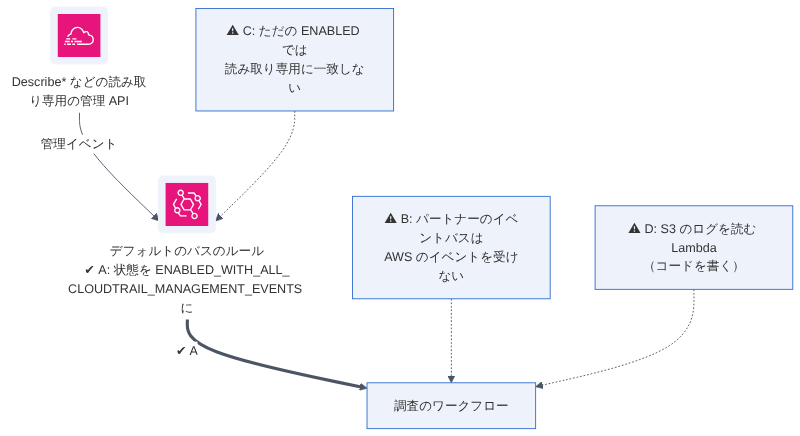 ⚠ C: ただの ENABLED
では
読み取り専用に一致しな
い
Describe* などの読み取
り専用の管理 API
管理イベント
⚠ B: パートナーのイベ
ントバスは
AWS のイベントを受け
ない
⚠ D: S3 のログを読む
Lambda
（コードを書く）
デフォルトのバスのルール
✔ A: 状態を ENABLED_WITH_ALL_
CLOUDTRAIL_MANAGEMENT_EVENTS
に
✔ A
調査のワークフロー